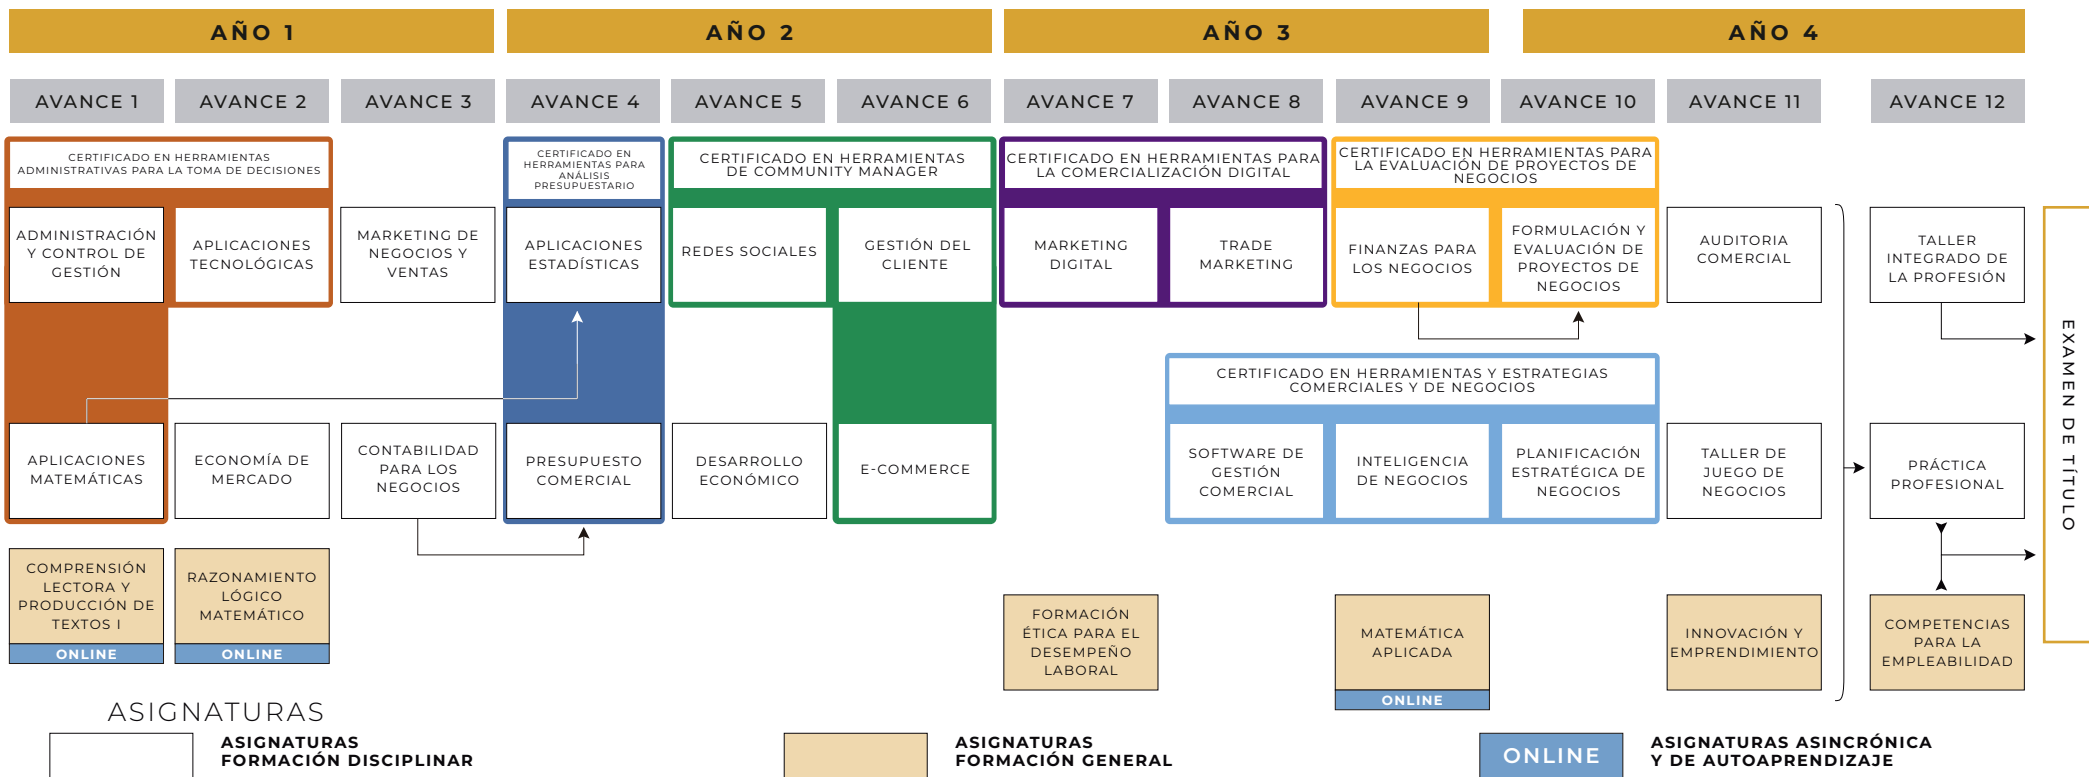 AÑO 1
AÑO 2
AÑO 3
AÑO 4
AVANCE 1
AVANCE 2
AVANCE 3
AVANCE 4
AVANCE 5
AVANCE 6
AVANCE 7
AVANCE 8
AVANCE 9
AVANCE 10
AVANCE 11
AVANCE 12
CERTIFICADO EN HERRAMIENTAS
ADMINISTRATIVAS PARA LA TOMA DE DECISIONES
CERTIFICADO EN
HERRAMIENTAS PARA
ANÁLISIS
PRESUPUESTARIO
CERTIFICADO EN HERRAMIENTAS
DE COMMUNITY MANAGER
CERTIFICADO EN HERRAMIENTAS PARA
LA COMERCIALIZACIÓN DIGITAL
CERTIFICADO EN HERRAMIENTAS PARA
LA EVALUACIÓN DE PROYECTOS DE
NEGOCIOS
ADMINISTRACIÓN
Y CONTROL DE
GESTIÓN
APLICACIONES
TECNOLÓGICAS
MARKETING DE
NEGOCIOS Y
VENTAS
APLICACIONES
ESTADÍSTICAS
REDES SOCIALES
GESTIÓN DEL
CLIENTE
MARKETING
DIGITAL
TRADE
MARKETING
FINANZAS PARA
LOS NEGOCIOS
FORMULACIÓN Y
EVALUACIÓN DE
PROYECTOS DE
NEGOCIOS
AUDITORIA
COMERCIAL
TALLER
INTEGRADO DE
LA PROFESIÓN
EXAMEN DE TÍTULO
CERTIFICADO EN HERRAMIENTAS Y ESTRATEGIAS
COMERCIALES Y DE NEGOCIOS
APLICACIONES
MATEMÁTICAS
ECONOMÍA DE
MERCADO
CONTABILIDAD
PARA LOS
NEGOCIOS
PRESUPUESTO
COMERCIAL
DESARROLLO
ECONÓMICO
E-COMMERCE
SOFTWARE DE
GESTIÓN
COMERCIAL
INTELIGENCIA
DE NEGOCIOS
PLANIFICACIÓN
ESTRATÉGICA DE
NEGOCIOS
TALLER DE
JUEGO DE
NEGOCIOS
PRÁCTICA
PROFESIONAL
COMPRENSIÓN
LECTORA Y
PRODUCCIÓN DE
TEXTOS I
ONLINE
RAZONAMIENTO
LÓGICO
MATEMÁTICO
ONLINE
FORMACIÓN
ÉTICA PARA EL
DESEMPEÑO
LABORAL
MATEMÁTICA
APLICADA
ONLINE
INNOVACIÓN Y
EMPRENDIMIENTO
COMPETENCIAS
PARA LA
EMPLEABILIDAD
ASIGNATURAS
ASIGNATURAS
FORMACIÓN DISCIPLINAR
ASIGNATURAS
FORMACIÓN GENERAL
ONLINE
ASIGNATURAS ASINCRÓNICA
Y DE AUTOAPRENDIZAJE